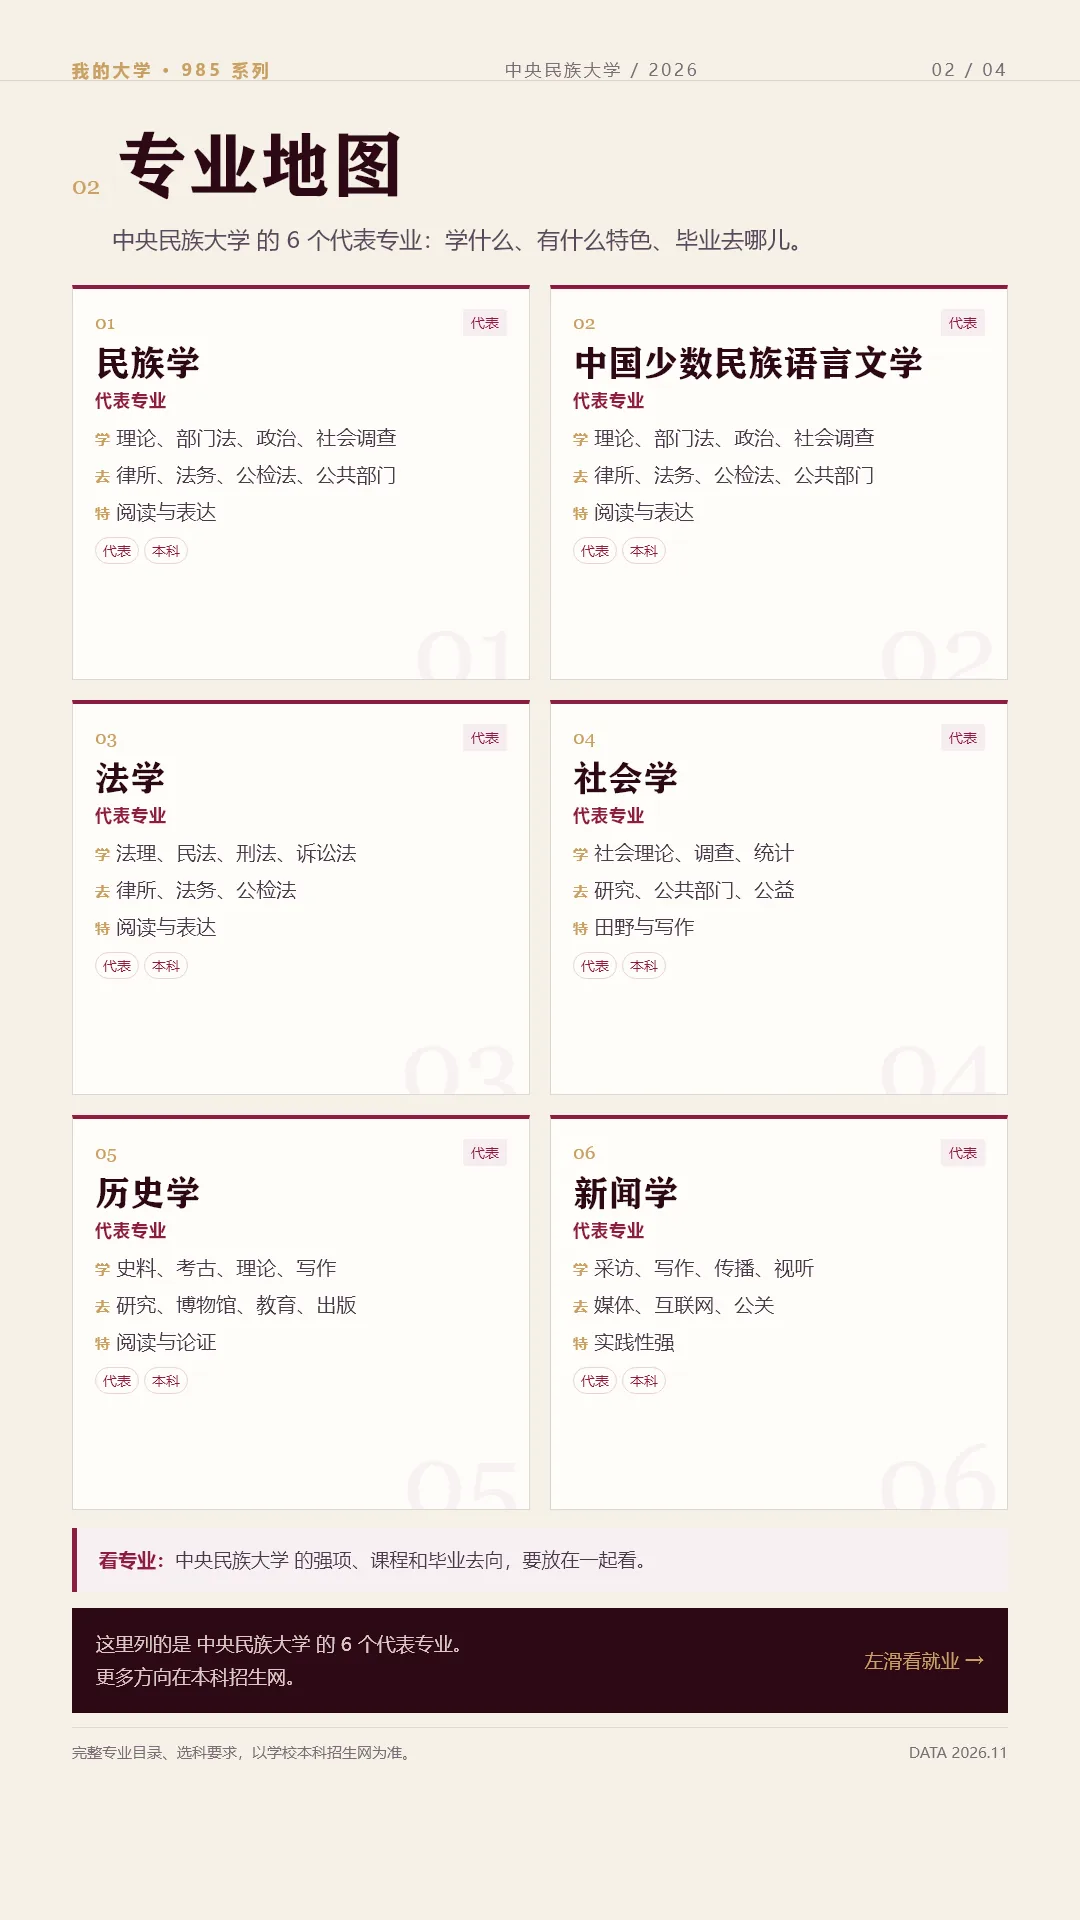 我的大学 • 985 系列
中央民族大学 / 2026
02 / 04
02 专业地图
中央民族大学 的 6 个代表专业：学什么、有什么特色、毕业去哪儿。
01 代表
民族学
代表专业
学 理论、部门法、政治、社会调查
去 律所、法务、公检法、公共部门
特 阅读与表达
代表 本科
01
02 代表
中国少数民族语言文学
代表专业
学 理论、部门法、政治、社会调查
去 律所、法务、公检法、公共部门
特 阅读与表达
代表 本科
02
03 代表
法学
代表专业
学 法理、民法、刑法、诉讼法
去 律所、法务、公检法
特 阅读与表达
代表 本科
03
04 代表
社会学
代表专业
学 社会理论、调查、统计
去 研究、公共部门、公益
特 田野与写作
代表 本科
04
05 代表
历史学
代表专业
学 史料、考古、理论、写作
去 研究、博物馆、教育、出版
特 阅读与论证
代表 本科
05
06 代表
新闻学
代表专业
学 采访、写作、传播、视听
去 媒体、互联网、公关
特 实践性强
代表 本科
06
看专业：中央民族大学 的强项、课程和毕业去向，要放在一起看。
这里列的是 中央民族大学 的 6 个代表专业。
更多方向在本科招生网。
左滑看就业 →
完整专业目录、选科要求，以学校本科招生网为准。
DATA 2026.11